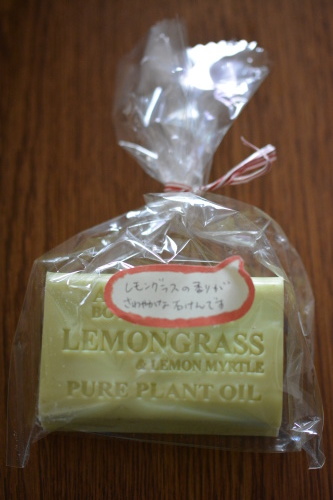 レモングラスの香りが
さわやかな石けんです
LEMONGRASS
& LEMON MYRTLE
PURE PLANT OIL